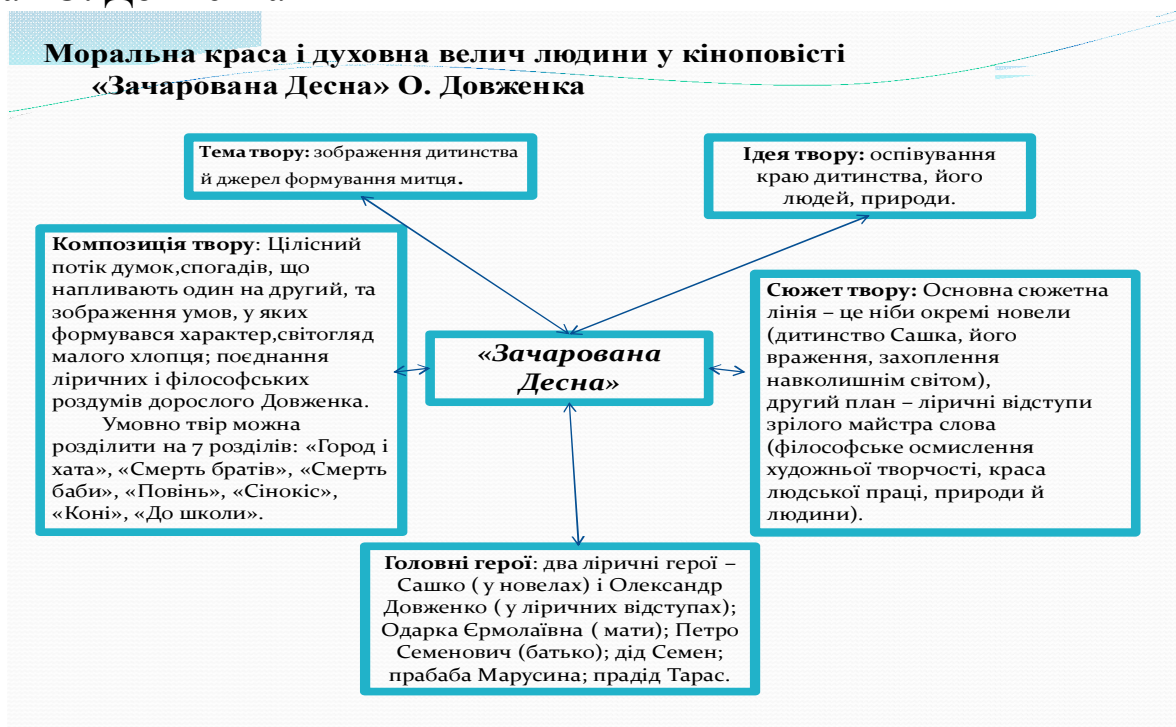 Моральна краса і духовна велич людини у кіноповісті
«Зачарована Десна» О. Довженка
Тема твору: зображення дитинства
й джерел формування митця.
Ідея твору: оспівування
краю дитинства, його
людей, природи.
Композиція твору: Цілісний
потік думок,спогадів, що
напливають один на другий, та
зображення умов, у яких
формувався характер,світогляд
малого хлопця; поєднання
ліричних і філософських
роздумів дорослого Довженка.
Умовно твір можна
розділити на 7 розділів: «Город і
хата», «Смерть братів», «Смерть
баби», «Повінь», «Сінокіс»,
«Коні», «До школи».
«Зачарована
Десна»
Сюжет твору: Основна сюжетна
лінія – це ніби окремі новели
(дитинство Сашка, його
враження, захоплення
навколишнім світом),
другий план – ліричні відступи
зрілого майстра слова
(філософське осмислення
художньої творчості, краса
людської праці, природи й
людини).
Головні герої: два ліричні герої –
Сашко ( у новелах) і Олександр
Довженко ( у ліричних відступах);
Одарка Єрмолаївна ( мати); Петро
Семенович (батько); дід Семен;
прабаба Марусина; прадід Тарас.